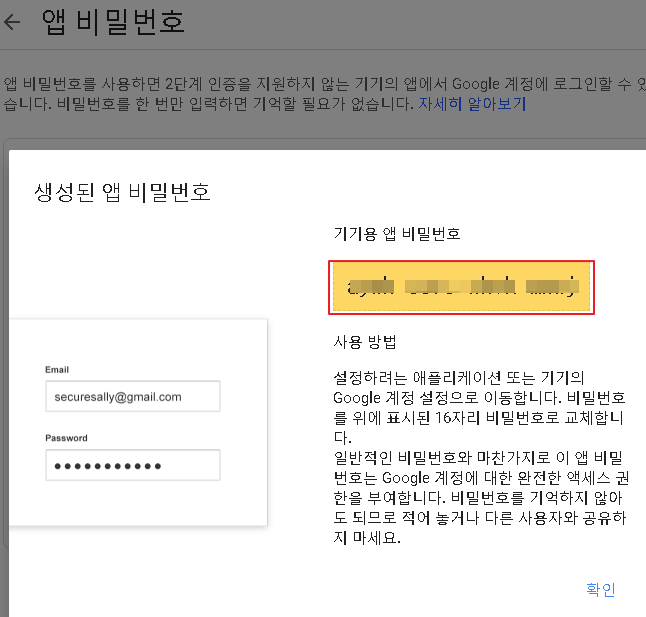 앱 비밀번호
앱 비밀번호를 사용하면 2단계 인증을 지원하지 않는 기기의 앱에서 Google 계정에 로그인할 수
습니다. 비밀번호를 한 번만 입력하면 기억할 필요가 없습니다. 자세히 알아보기
생성된 앱 비밀번호
기기용 앱 비밀번호
사용 방법
설정하려는 애플리케이션 또는 기기의
Google 계정 설정으로 이동합니다. 비밀번호
를 위에 표시된 16자리 비밀번호로 교체합니
다.
일반적인 비밀번호와 마찬가지로 이 앱 비밀
번호는 Google 계정에 대한 완전한 액세스 권
한을 부여합니다. 비밀번호를 기억하지 않아
도 되므로 적어 놓거나 다른 사용자와 공유하
지 마세요.
Email
securesally@gmail.com
Password
확인